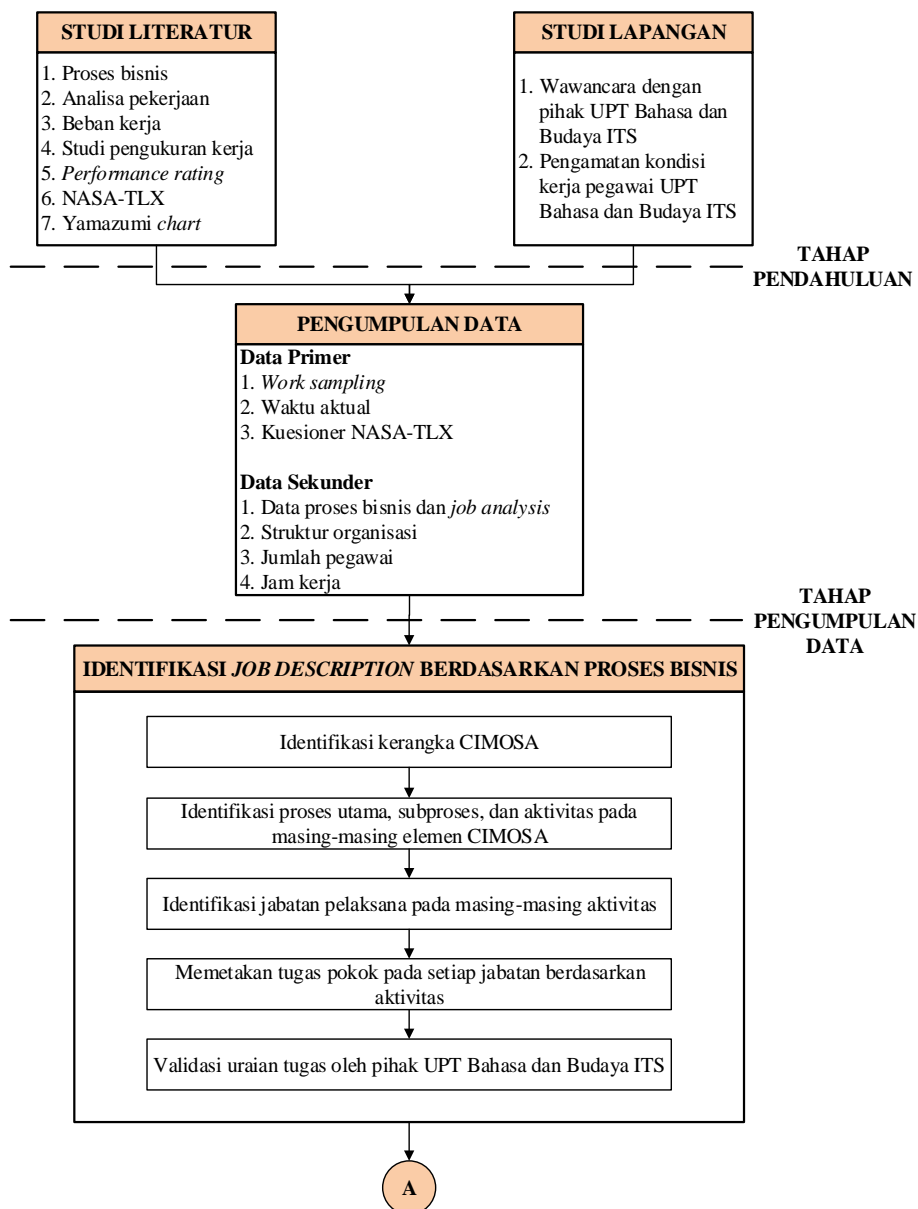 STUDI LITERATUR
1. Proses bisnis
2. Analisa pekerjaan
3. Beban kerja
4. Studi pengukuran kerja
5. Performance rating
6. NASA-TLX
7. Yamazumi chart
STUDI LAPANGAN
1. Wawancara dengan
pihak UPT Bahasa dan
Budaya ITS
2. Pengamatan kondisi
kerja pegawai UPT
Bahasa dan Budaya ITS
TAHAP
PENDAHULUAN
PENGUMPULAN DATA
Data Primer
1. Work sampling
2. Waktu aktual
3. Kuesioner NASA-TLX
Data Sekunder
1. Data proses bisnis dan job analysis
2. Struktur organisasi
3. Jumlah pegawai
4. Jam kerja
TAHAP
PENGUMPULAN
DATA
IDENTIFIKASI JOB DESCRIPTION BERDASARKAN PROSES BISNIS
Identifikasi kerangka CIMOSA
Identifikasi proses utama, subproses, dan aktivitas pada
masing-masing elemen CIMOSA
Identifikasi jabatan pelaksana pada masing-masing aktivitas
Memetakan tugas pokok pada setiap jabatan berdasarkan
aktivitas
Validasi uraian tugas oleh pihak UPT Bahasa dan Budaya ITS
A